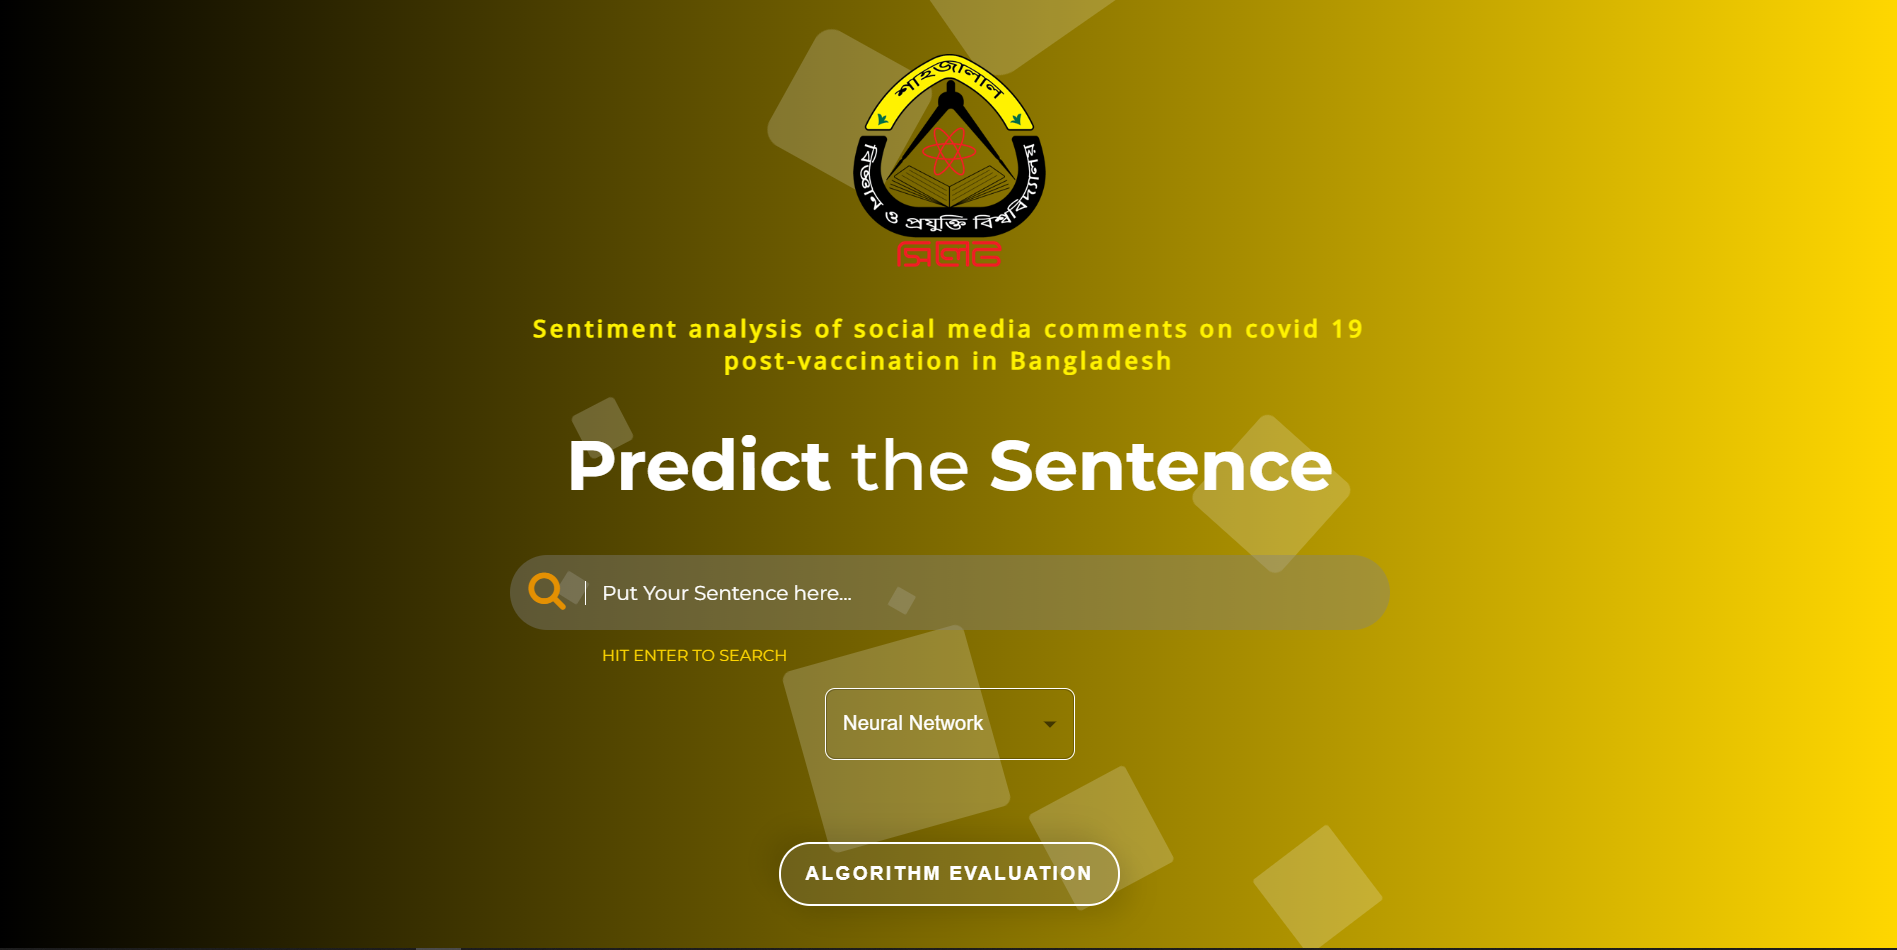 শাহজালাল
বিজ্ঞান ও প্রযুক্তি বিশ্ববিদ্যালয়
সিলেট
Sentiment analysis of social media comments on covid 19
post-vaccination in Bangladesh
Predict the Sentence
Put Your Sentence here...
HIT ENTER TO SEARCH
Neural Network
ALGORITHM EVALUATION